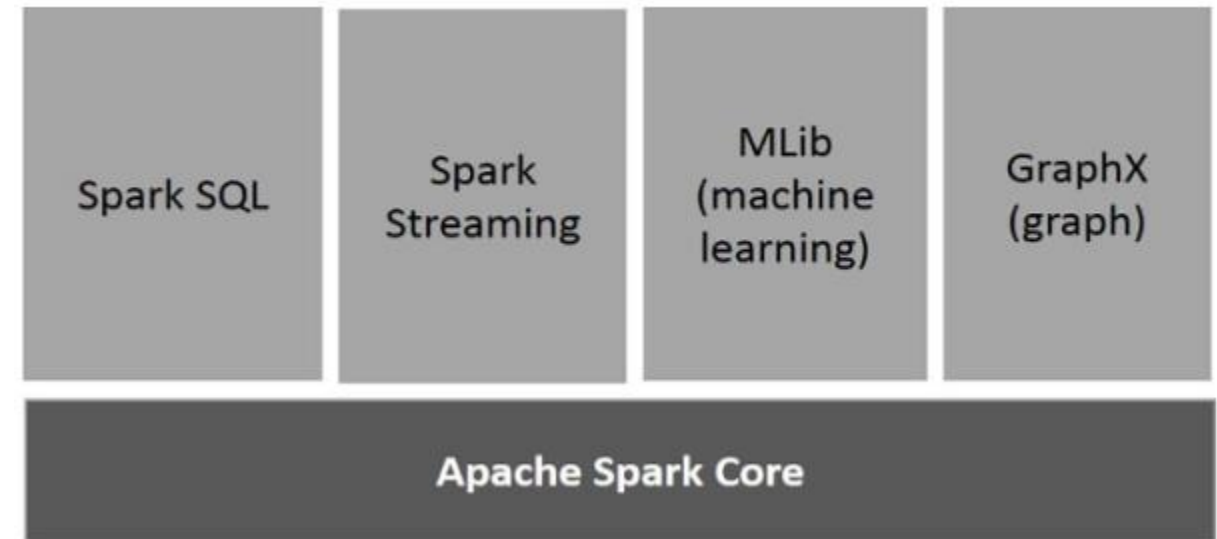 Spark SQL
Spark
Streaming
MLib
(machine
learning)
GraphX
(graph)
Apache Spark Core